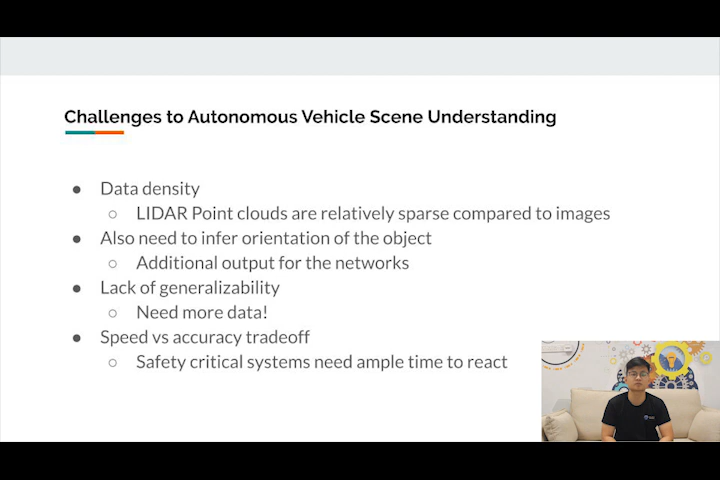 Challenges to Autonomous Vehicle Scene Understanding
● Data density
○ LIDAR Point clouds are relatively sparse compared to images
● Also need to infer orientation of the object
○ Additional output for the networks
● Lack of generalizability
○ Need more data!
● Speed vs accuracy tradeoff
○ Safety critical systems need ample time to react